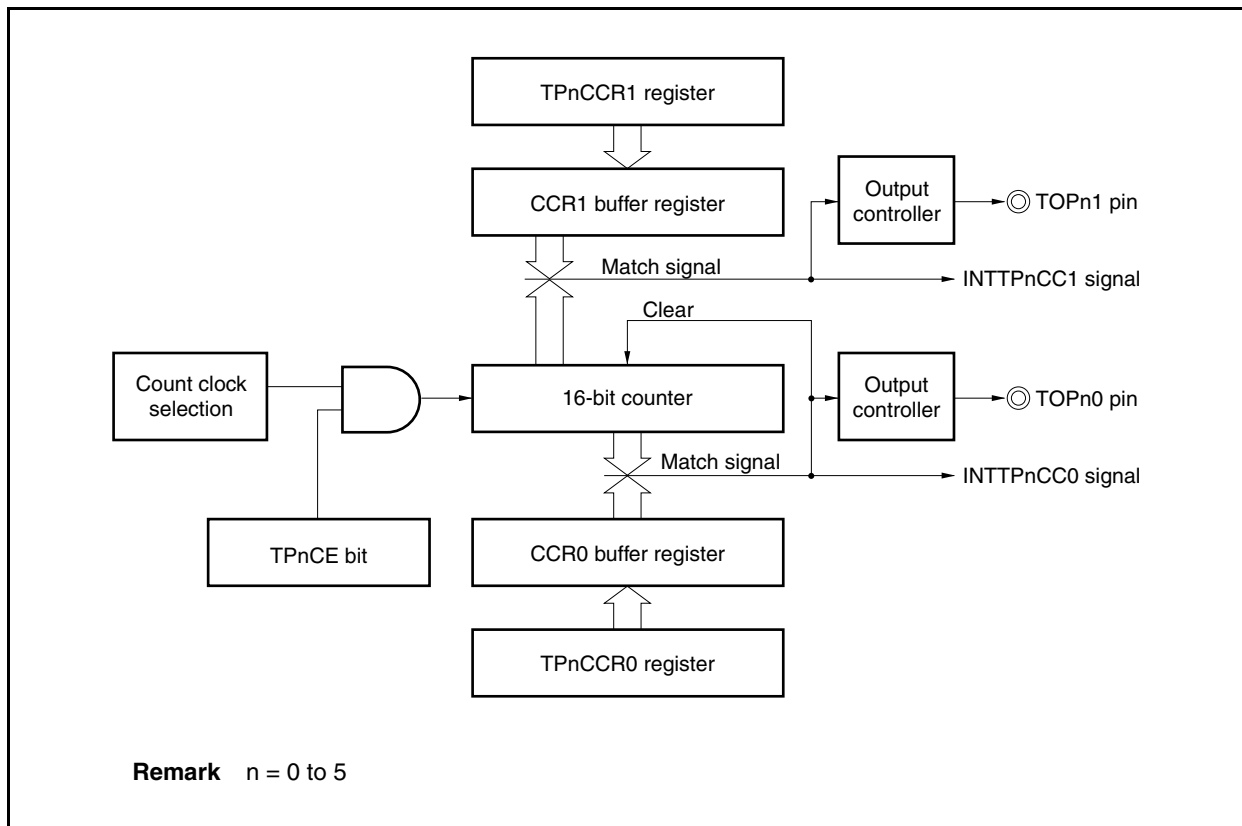 TPnCCR1 register
CCR1 buffer register
Output
controller
TOPn1 pin
Match signal
INTTPnCC1 signal
Clear
Count clock
selection
16-bit counter
Output
controller
TOPn0 pin
Match signal
INTTPnCC0 signal
TPnCE bit
CCR0 buffer register
TPnCCR0 register
Remark n = 0 to 5